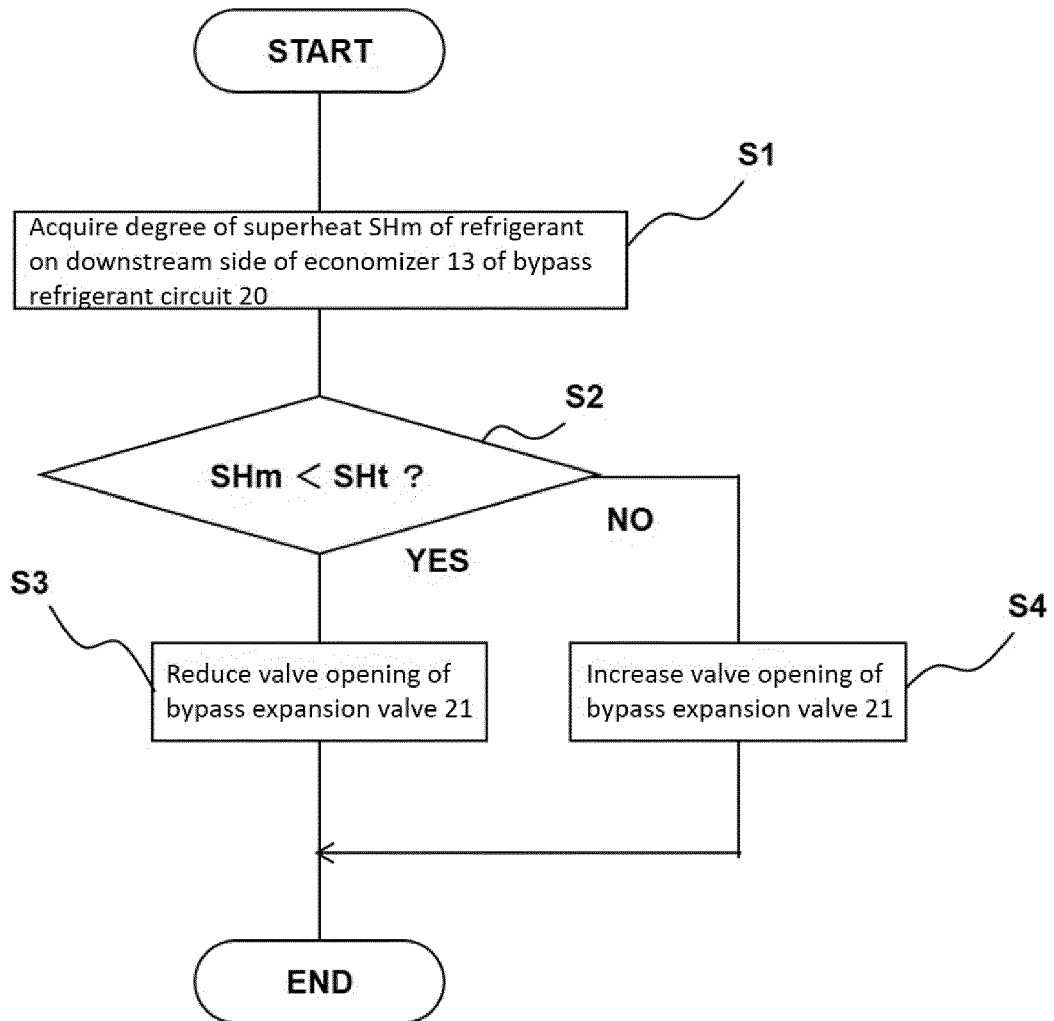 START
S1
Acquire degree of superheat SHm of refrigerant
on downstream side of economizer 13 of bypass
refrigerant circuit 20
S2
SHm < SHt ?
NO
YES
S3
S4
Reduce valve opening of
bypass expansion valve 21
Increase valve opening of
bypass expansion valve 21
END